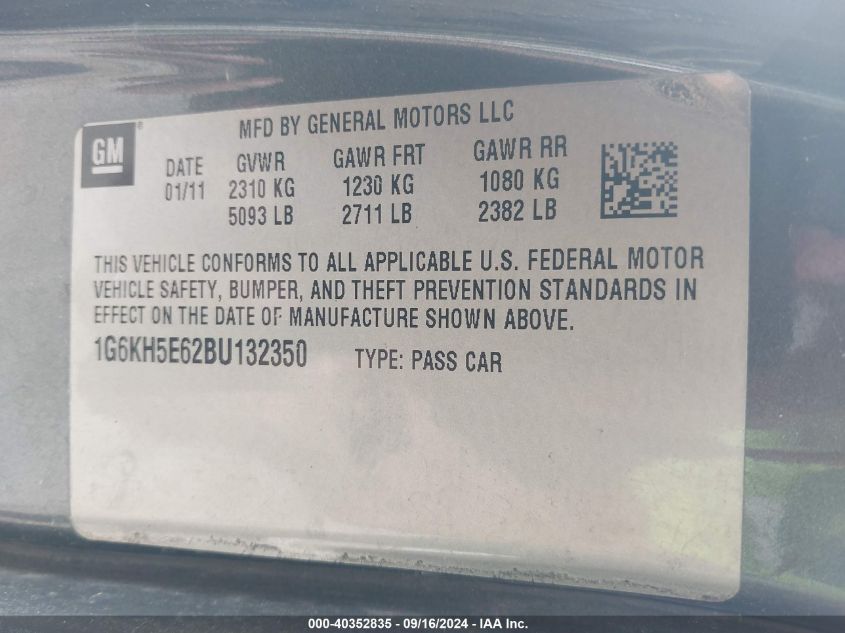 MFD BY GENERAL MOTORS LLC
GM®
DATE GVWR GAWR FRT GAWR RR
01/11 2310 KG 1230 KG 1080 KG
5093 LB 2711 LB 2382 LB
THIS VEHICLE CONFORMS TO ALL APPLICABLE U.S. FEDERAL MOTOR
VEHICLE SAFETY, BUMPER, AND THEFT PREVENTION STANDARDS IN
EFFECT ON THE DATE OF MANUFACTURE SHOWN ABOVE.
1G6KH5E62BU132350 TYPE: PASS CAR
000-40352835 - 09/16/2024 - IAA Inc.